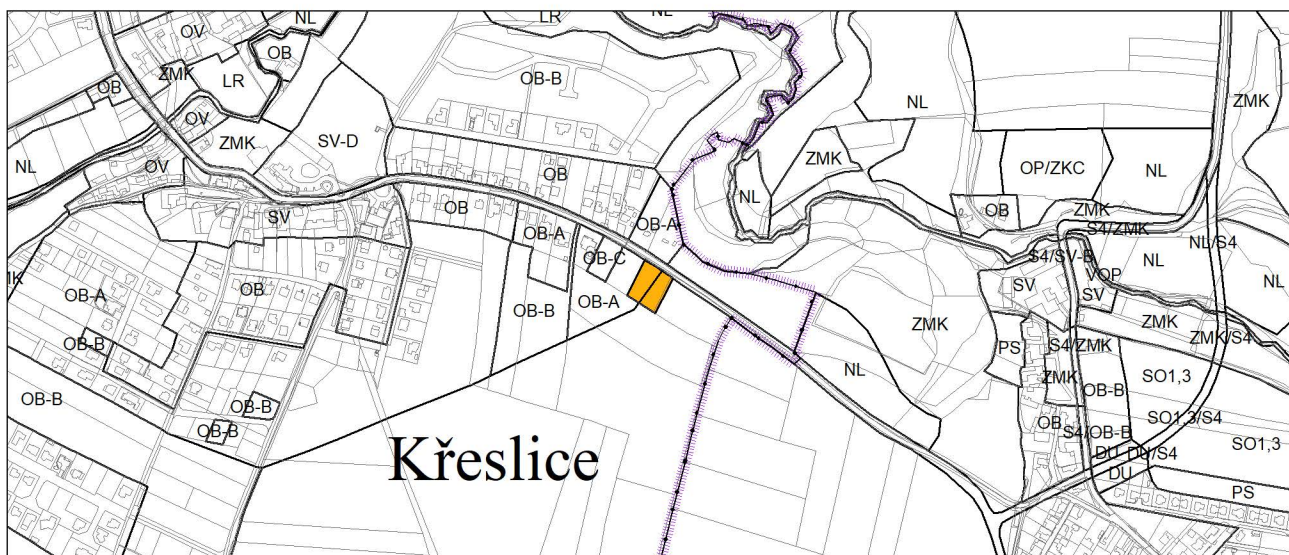 LR
NL
NL
OV
OB
OB-B
ZMK
LR
OB
NL
ZMK
OV
ZMK
SV-D
ZMK
OP/ZKC
NL
NL
OV
OB
NL
OB
ZMK
SV
OB
OB-A
OB-A
S4/ZMK
NL/S4
OB-C
S4/SV-B
VOP
NL
NL
MK
OB-A
OB
OB-B
OB-A
SV
SV
ZMK
ZMK
ZMK/S4
OB-B
PS
S4/ZMK
NL
ZMK
OB-B
SO1,3
OB-B
OB-B
OB-B
OB
S4/OB-B
SO1,3/S4
SO1,3
Křeslice
DU
DU/S4
DU
PS